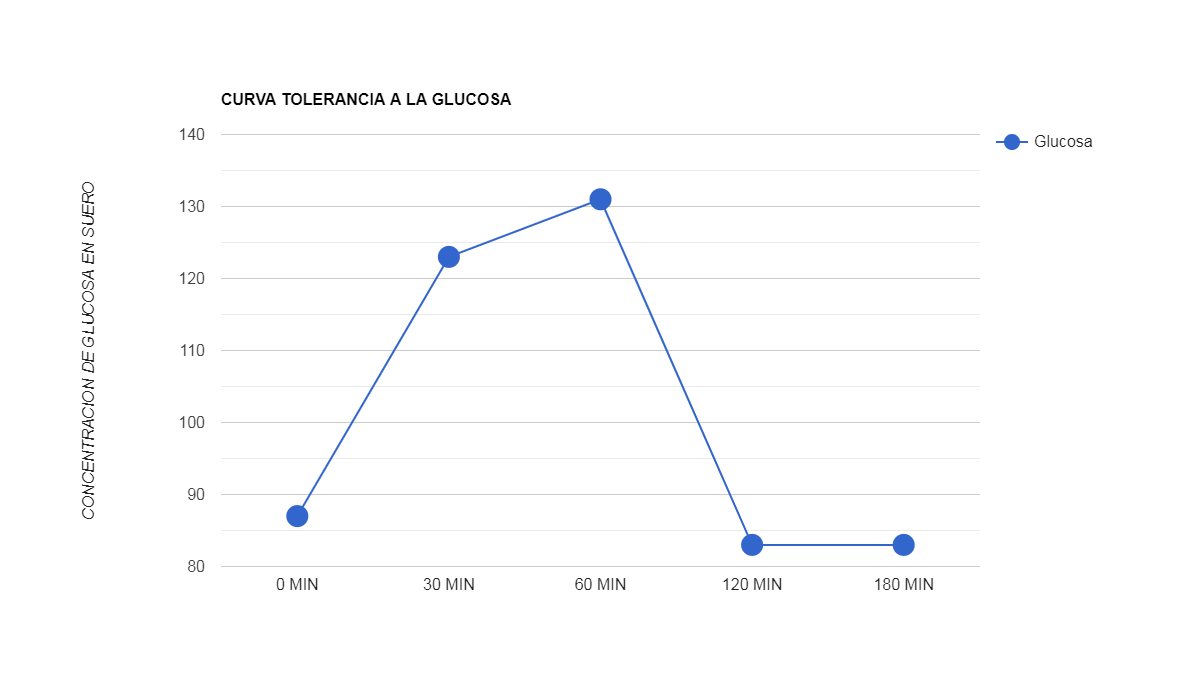 CURVA TOLERANCIA A LA GLUCOSA
Glucosa
CONCENTRACION DE GLUCOSA EN SUERO
140
130
120
110
100
90
80
0 MIN
30 MIN
60 MIN
120 MIN
180 MIN